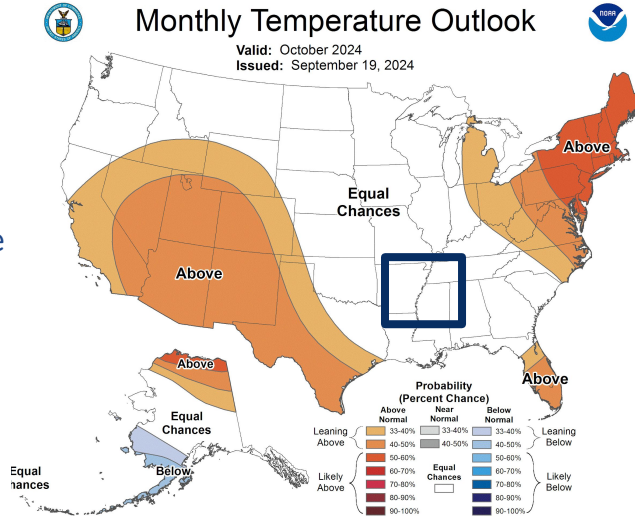 Monthly Temperature Outlook
Valid: October 2024
Issued: September 19, 2024
NOAA
e
Above
Equal
Chances
Above
Above
Above
Equal
Chances
Below
Equal
hances
Probability
(Percent Chance)
Above
Normal
Near
Normal
Below
Normal
Leaning
Above
33-40%
40-50%
33-40%
40-50%
33-40%
40-50%
Leaning
Below
Likely
Above
50-60%
60-70%
70-80%
80-90%
90-100%
Equal
Chances
50-60%
60-70%
70-80%
80-90%
90-100%
Likely
Below